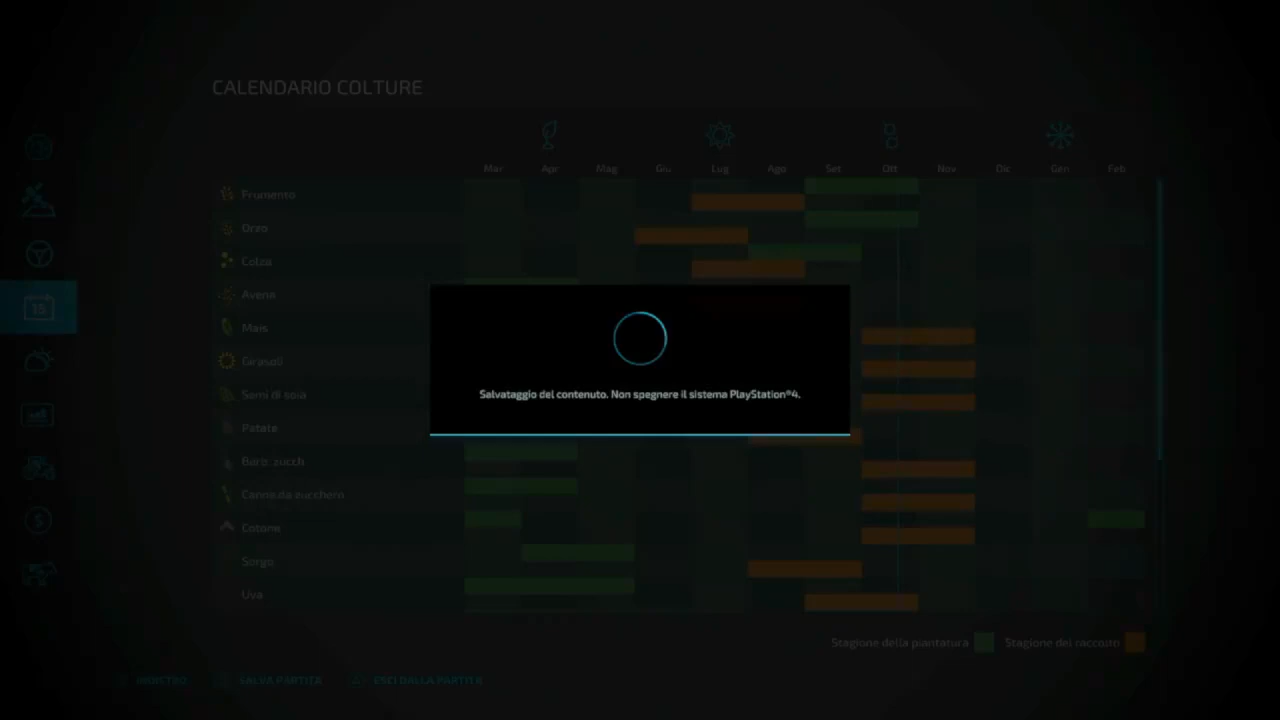 CALENDARIO COLTURE
Mar Apr Mag Giu Lug Ago Set Ott Nov Dic Gen Feb
Frumento
Orzo
Colza
Avena
15
Mais
Girasoli
Semi di soia
Salvataggio del contenuto. Non spegnere il sistema PlayStation®4.
Patate
Barb. zucch
Canna da zucchero
Cotone
Sorgo
Uva
Stagione della piantatura Stagione del raccolto
INDIETRO SALVA PARTITA ESCI DALLA PARTITA